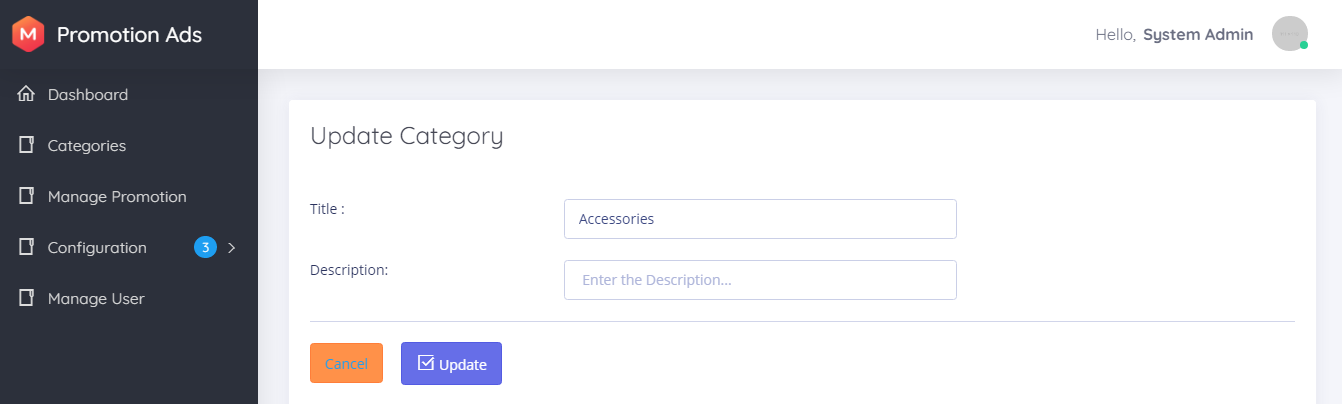 M Promotion Ads
Hello, System Admin
Dashboard
Categories
Manage Promotion
Configuration 3
Manage User
Update Category
Title :
Accessories
Description:
Enter the Description...
Cancel
Update